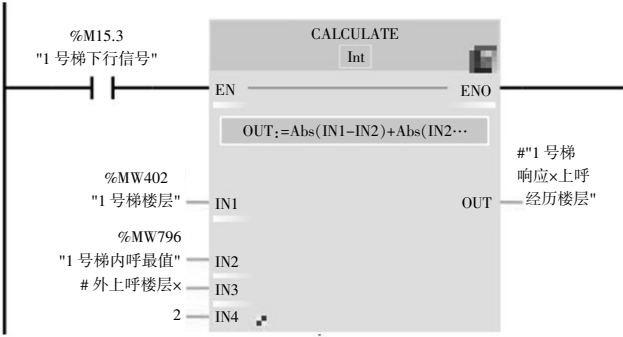 %M15.3
"1 号梯下行信号"
CALCULATE
Int
EN
ENO
OUT:=Abs(IN1-IN2)+Abs(IN2…
%MW402
"1 号梯楼层"
IN1
OUT
#"1 号梯
响应×上呼
经历楼层"
%MW796
"1 号梯内呼最值"
IN2
# 外上呼楼层×
IN3
2
IN4